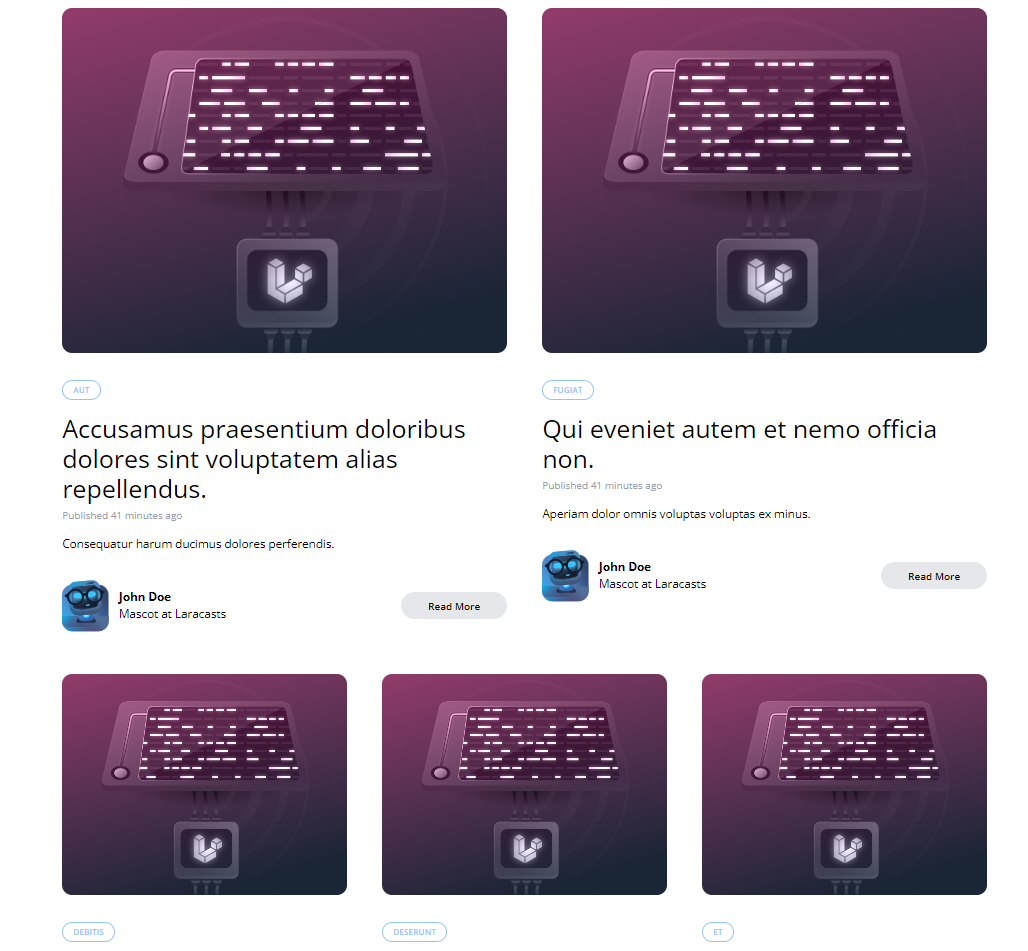 AUT
Accusamus praesentium doloribus
dolores sint voluptatem alias
repellendus.
Published 41 minutes ago
Consequatur harum ducimus dolores perferendis.
John Doe
Mascot at Laracasts
Read More
FUGIAT
Qui eveniet autem et nemo officia
non.
Published 41 minutes ago
Aperiam dolor omnis voluptas voluptas ex minus.
John Doe
Mascot at Laracasts
Read More
DEBITIS
DESERUNT
ET